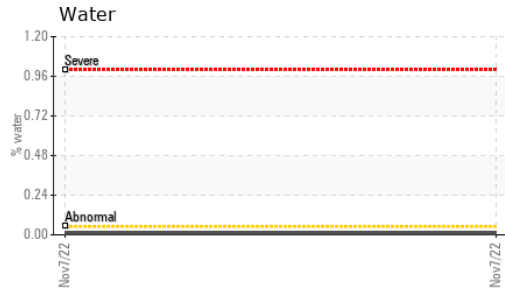 Water
1.20
Severe
0.96
0.72
% water
0.48
0.24
Abnormal
0.00
Nov7/22
Nov7/22